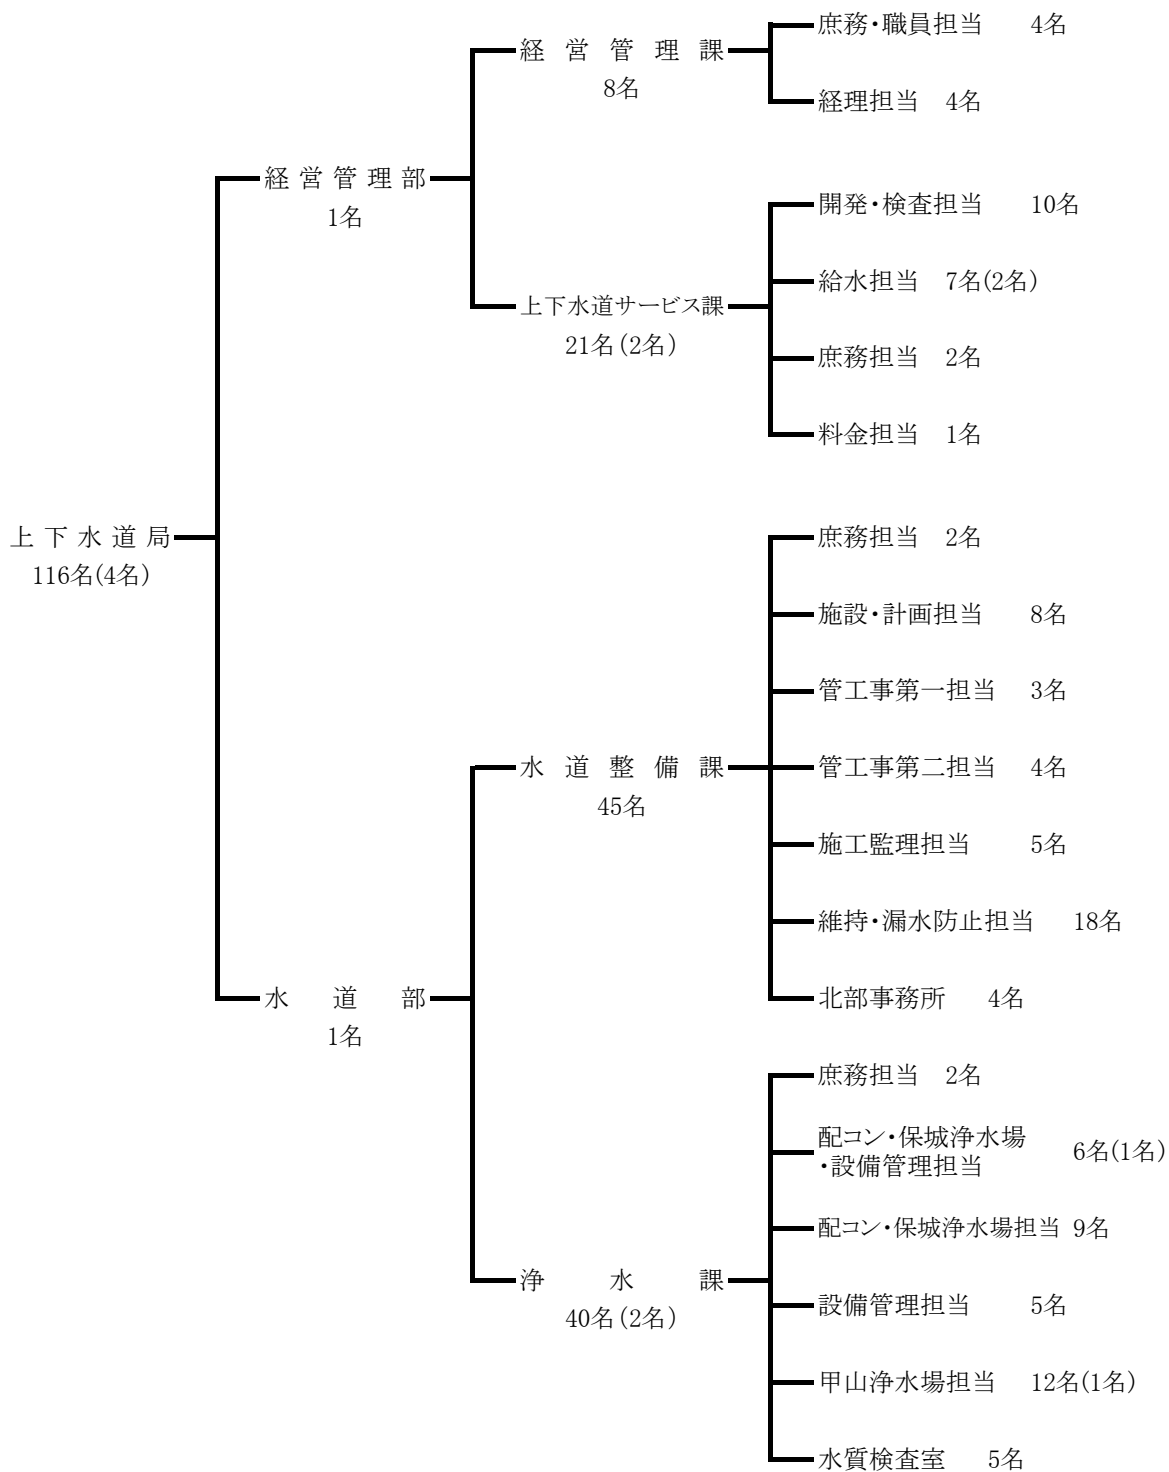 上下水道局
116名(4名)
経営管理部
1名
経営管理課
8名
庶務・職員担当 4名
経理担当 4名
上下水道サービス課
21名(2名)
開発・検査担当 10名
給水担当 7名(2名)
庶務担当 2名
料金担当 1名
水道部
1名
水道整備課
45名
庶務担当 2名
施設・計画担当 8名
管工事第一担当 3名
管工事第二担当 4名
施工監理担当 5名
維持・漏水防止担当 18名
北部事務所 4名
浄水課
40名(2名)
庶務担当 2名
配コン・保城浄水場
・設備管理担当 6名(1名)
配コン・保城浄水場担当 9名
設備管理担当 5名
甲山浄水場担当 12名(1名)
水質検査室 5名